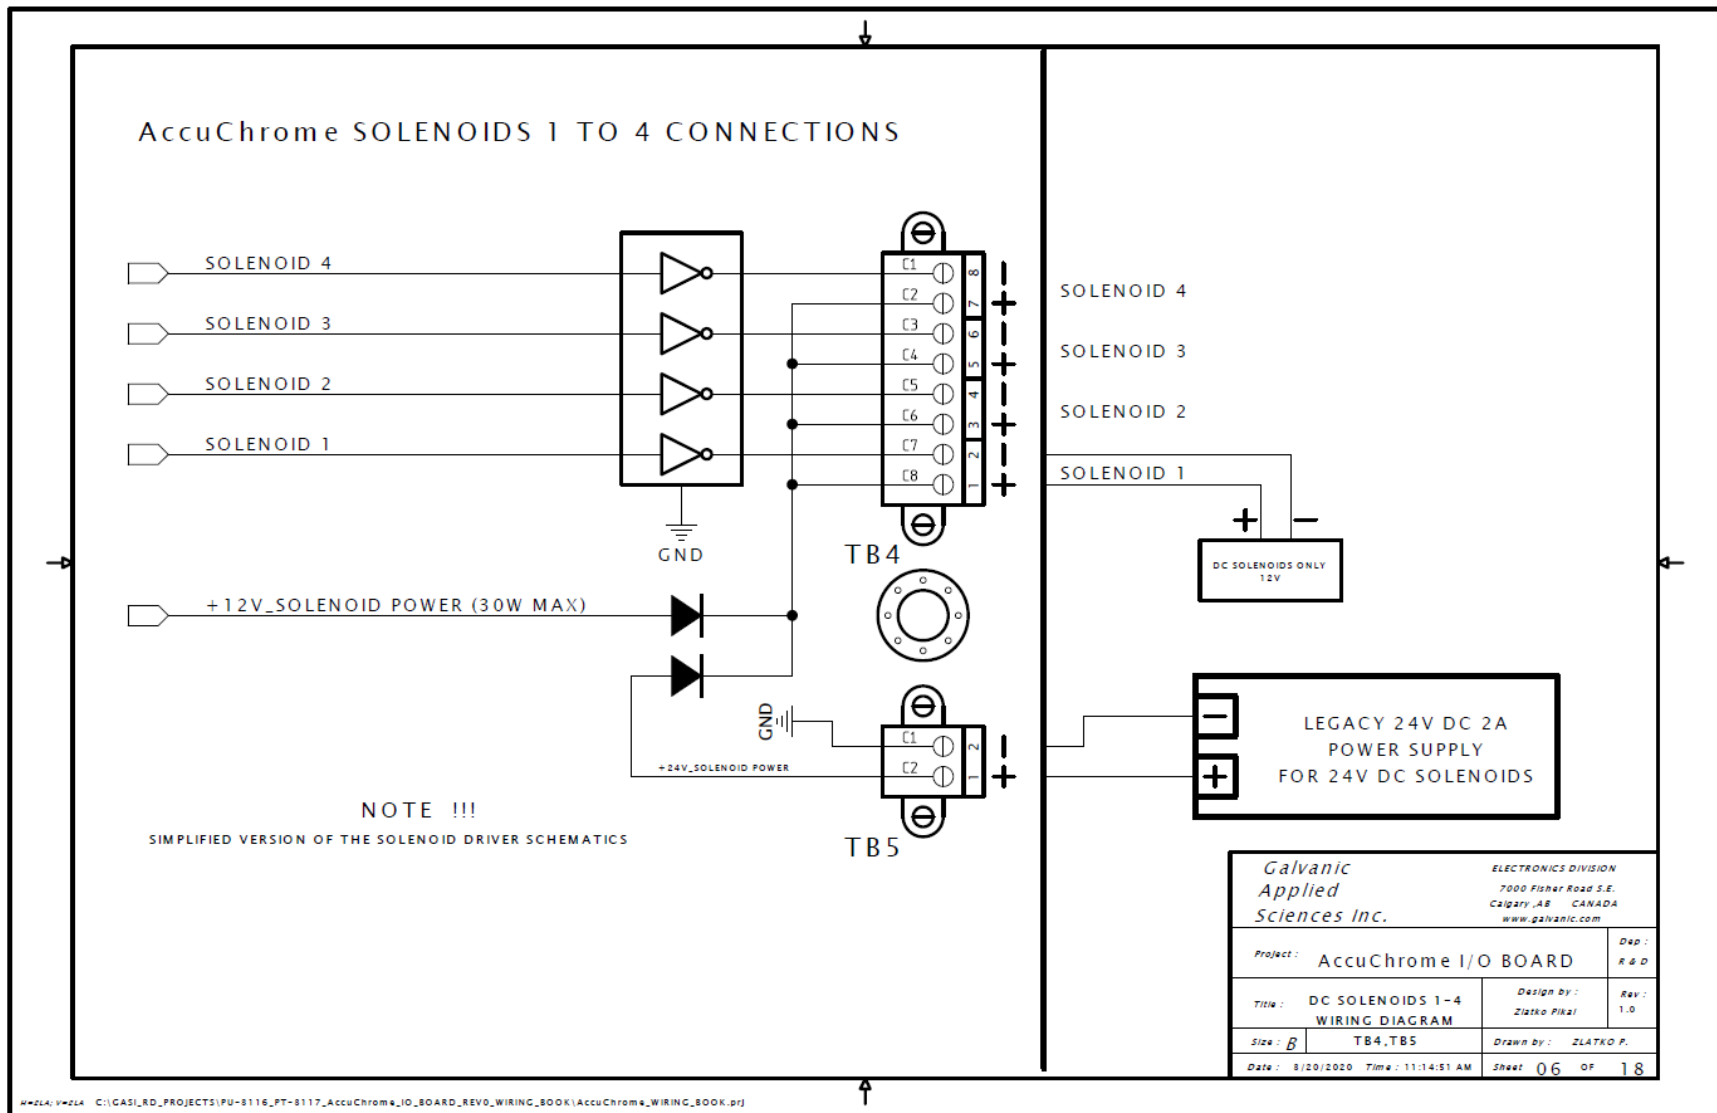 AccuChrome SOLENOIDS 1 TO 4 CONNECTIONS
SOLENOID 4
SOLENOID 3
SOLENOID 2
SOLENOID 1
GND
+12V_SOLENOID POWER (30W MAX)
C1 8
C2 7
C3 6
C4 5
C5 4
C6 3
C7 2
C8 1
TB4
SOLENOID 4
SOLENOID 3
SOLENOID 2
SOLENOID 1
+ −
DC SOLENOIDS ONLY
12V
GND
+24V_SOLENOID POWER
C1 2
C2 1
TB5
LEGACY 24V DC 2A
POWER SUPPLY
FOR 24V DC SOLENOIDS
NOTE !!!
SIMPLIFIED VERSION OF THE SOLENOID DRIVER SCHEMATICS
Galvanic
Applied
Sciences Inc.
ELECTRONICS DIVISION
7000 Fisher Road S.E.
Calgary ,AB CANADA
www.galvanic.com
Project : AccuChrome I/O BOARD
Dep :
R & D
Title : DC SOLENOIDS 1-4
WIRING DIAGRAM
Design by :
Zlatko Pikal
Rev :
1.0
Size : B TB4,TB5
Drawn by : ZLATKO P.
Date : 8/20/2020 Time : 11:14:51 AM
Sheet 06 OF 18
H=ZLA; V=ZLA C:\GASI_RD_PROJECTS\PU-8116_PT-8117_AccuChrome_IO_BOARD_REV0_WIRING_BOOK\AccuChrome_WIRING_BOOK.prj